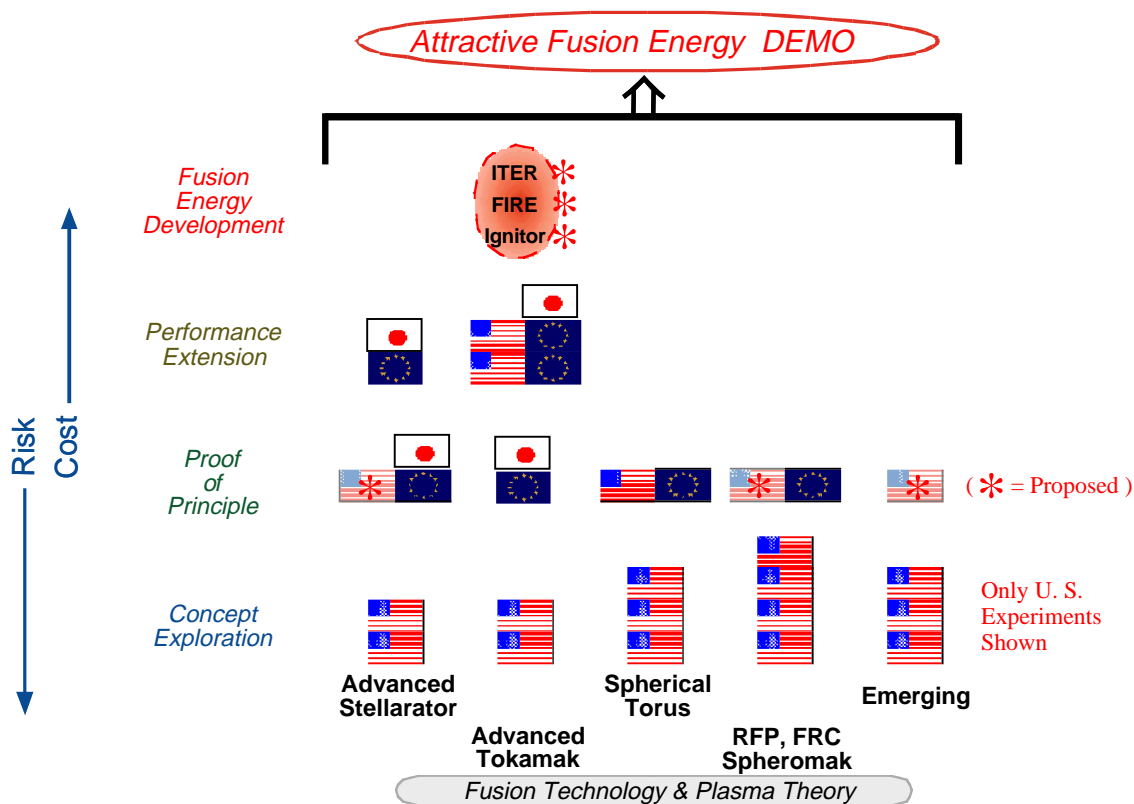 Attractive Fusion Energy DEMO
Fusion
Energy
Development
ITER *
FIRE *
Ignitor *
Performance
Extension
Risk
Cost
Proof
of
Principle
*
*
*
( * = Proposed )
Concept
Exploration
Only U. S.
Experiments
Shown
Advanced
Stellarator
Advanced
Tokamak
Spherical
Torus
RFP, FRC
Spheromak
Emerging
Fusion Technology & Plasma Theory